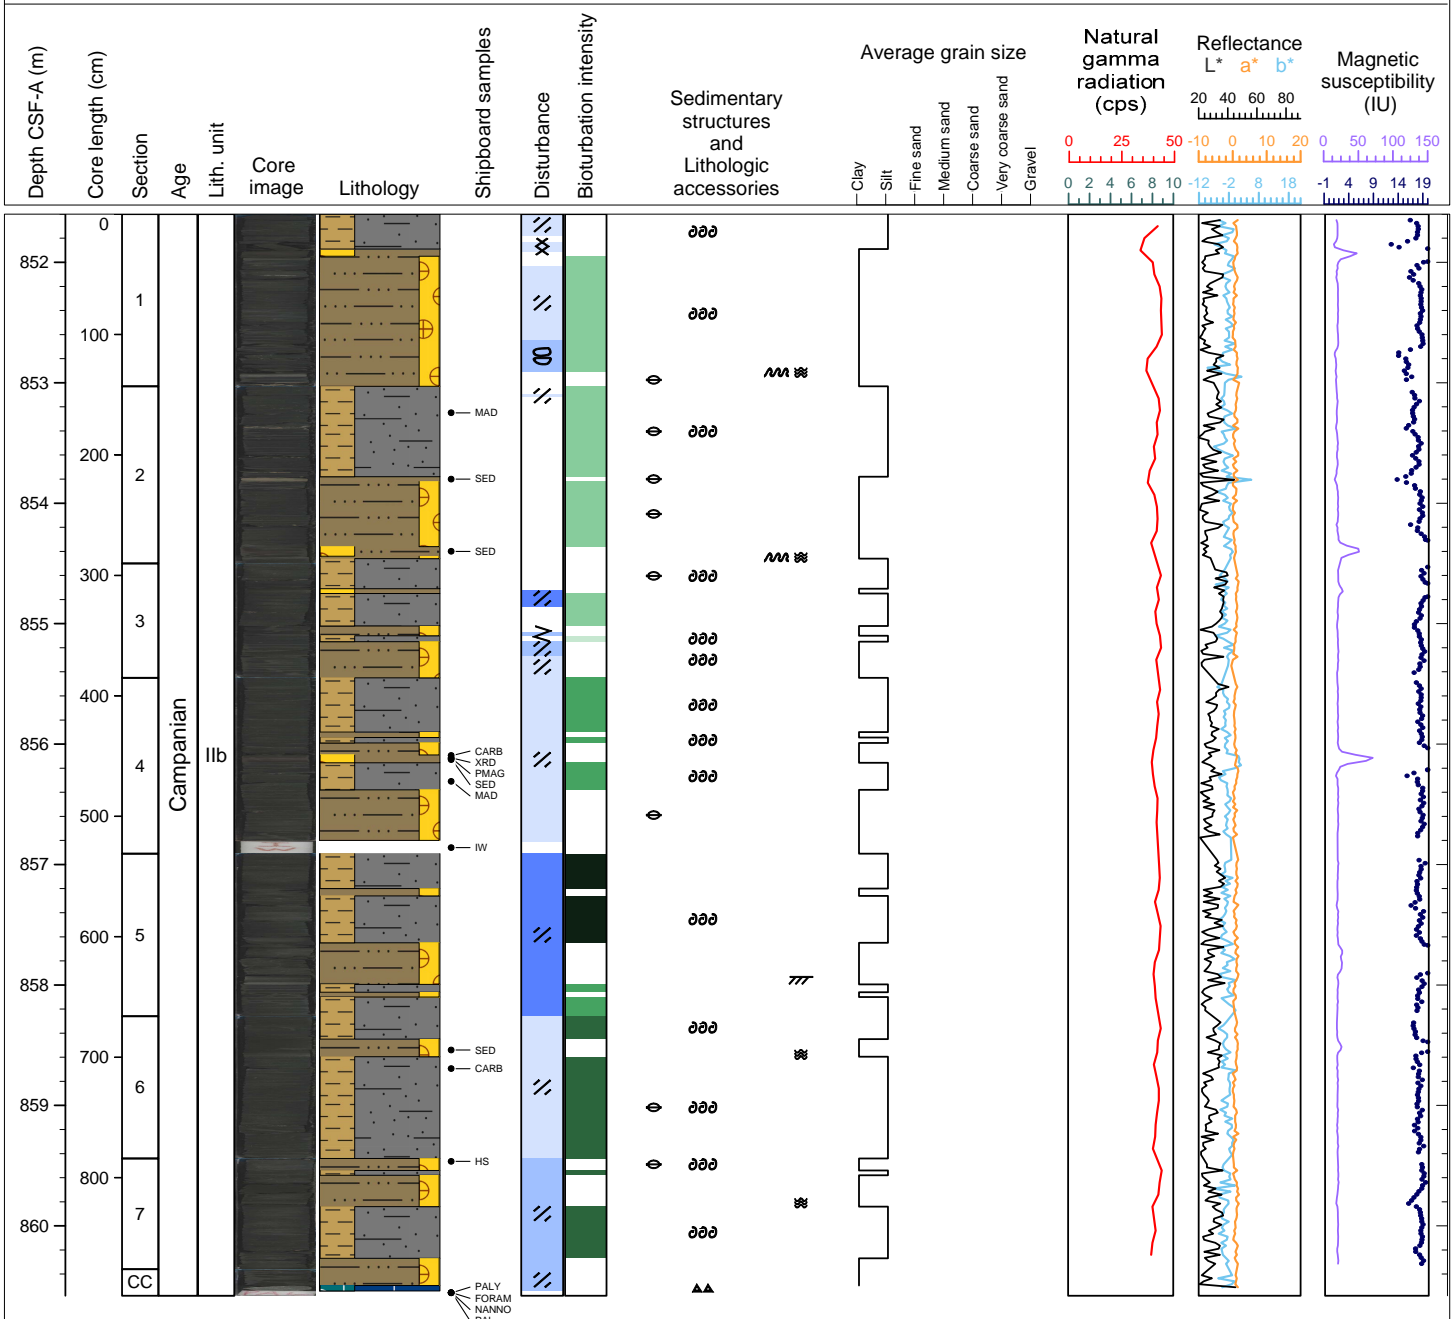 Depth CSF-A (m)
Core length (cm)
Section
Age
Lith. unit
Core
image
Lithology
Shipboard samples
Disturbance
Bioturbation intensity
Sedimentary
structures
and
Lithologic
accessories
Average grain size
Clay
Silt
Fine sand
Medium sand
Coarse sand
Very coarse sand
Gravel
Natural
gamma
radiation
(cps)
0 25 50
0 2 4 6 8 10
Reflectance
L* a* b*
20 40 60 80
-10 0 10 20
-12 -2 8 18
Magnetic
susceptibility
(IU)
0 50 100 150
-1 4 9 14 19
0
852
1
100
853
MAD
200
2
SED
854
SED
300
3
855
400
Campanian
IIb
856
4
CARB
XRD
PMAG
SED
MAD
500
IW
857
5
600
858
SED
700
CARB
6
859
HS
800
7
860
CC
PALY
FORAM
NANNO